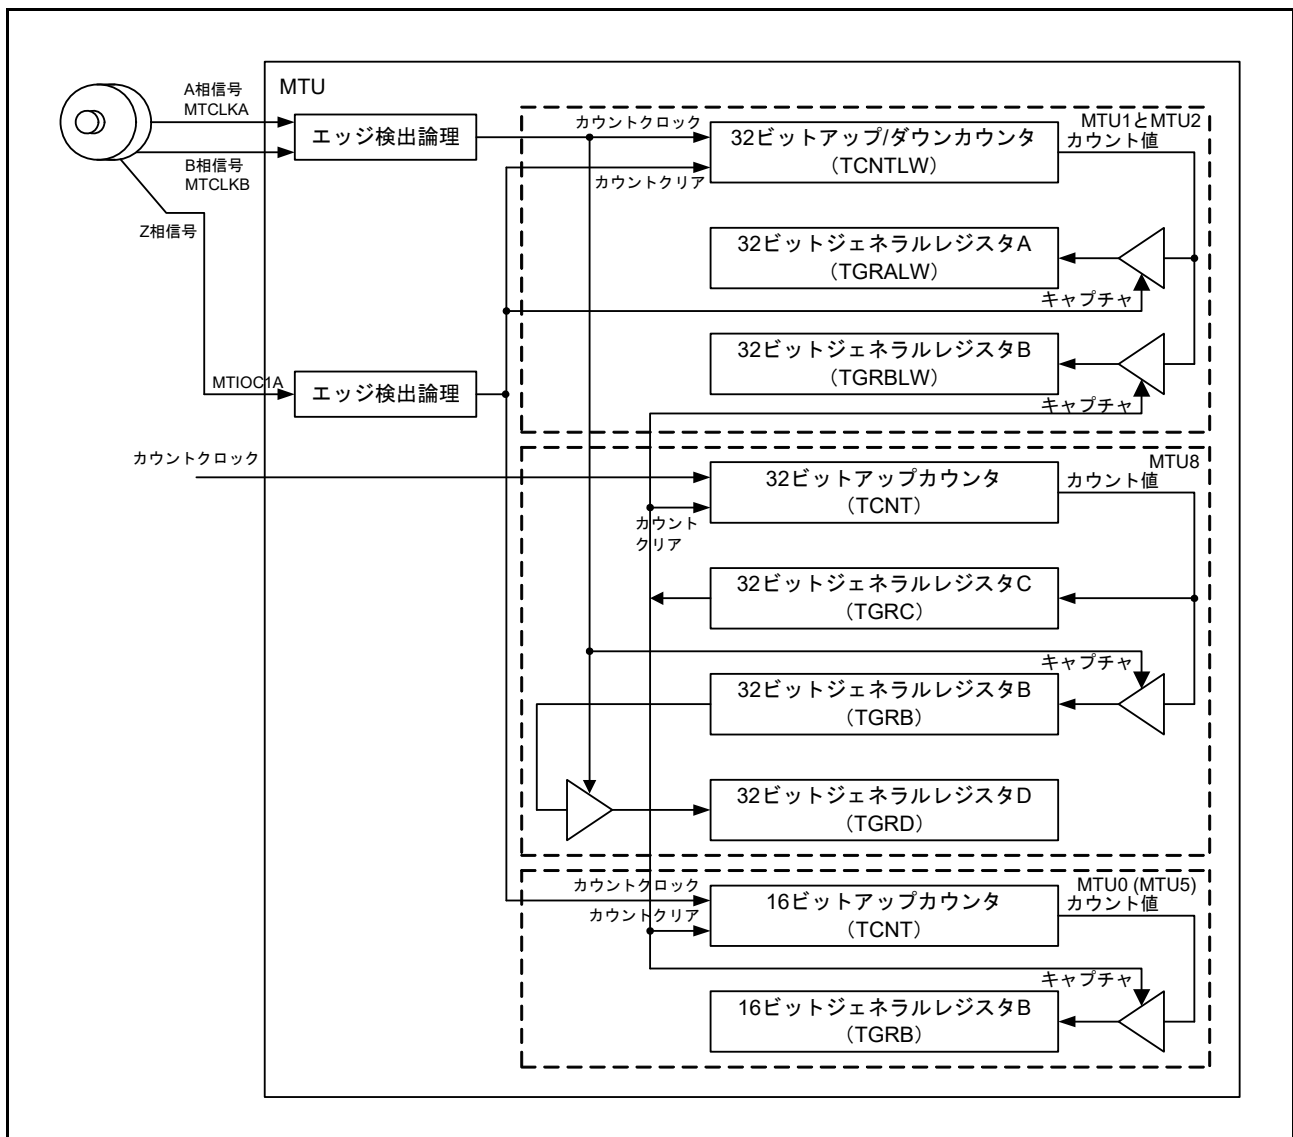 MTU
A相信号
MTCLKA
B相信号
MTCLKB
Z相信号
エッジ検出論理
MTIOC1A
エッジ検出論理
カウントクロック
MTU1とMTU2
カウントクロック
カウントクリア
32ビットアップ/ダウンカウンタ
（TCNTLW）
カウント値
32ビットジェネラルレジスタA
（TGRALW）
キャプチャ
32ビットジェネラルレジスタB
（TGRBLW）
キャプチャ
MTU8
32ビットアップカウンタ
（TCNT）
カウント値
カウント
クリア
32ビットジェネラルレジスタC
（TGRC）
キャプチャ
32ビットジェネラルレジスタB
（TGRB）
32ビットジェネラルレジスタD
（TGRD）
MTU0 (MTU5)
カウントクロック
カウントクリア
16ビットアップカウンタ
（TCNT）
カウント値
キャプチャ
16ビットジェネラルレジスタB
（TGRB）